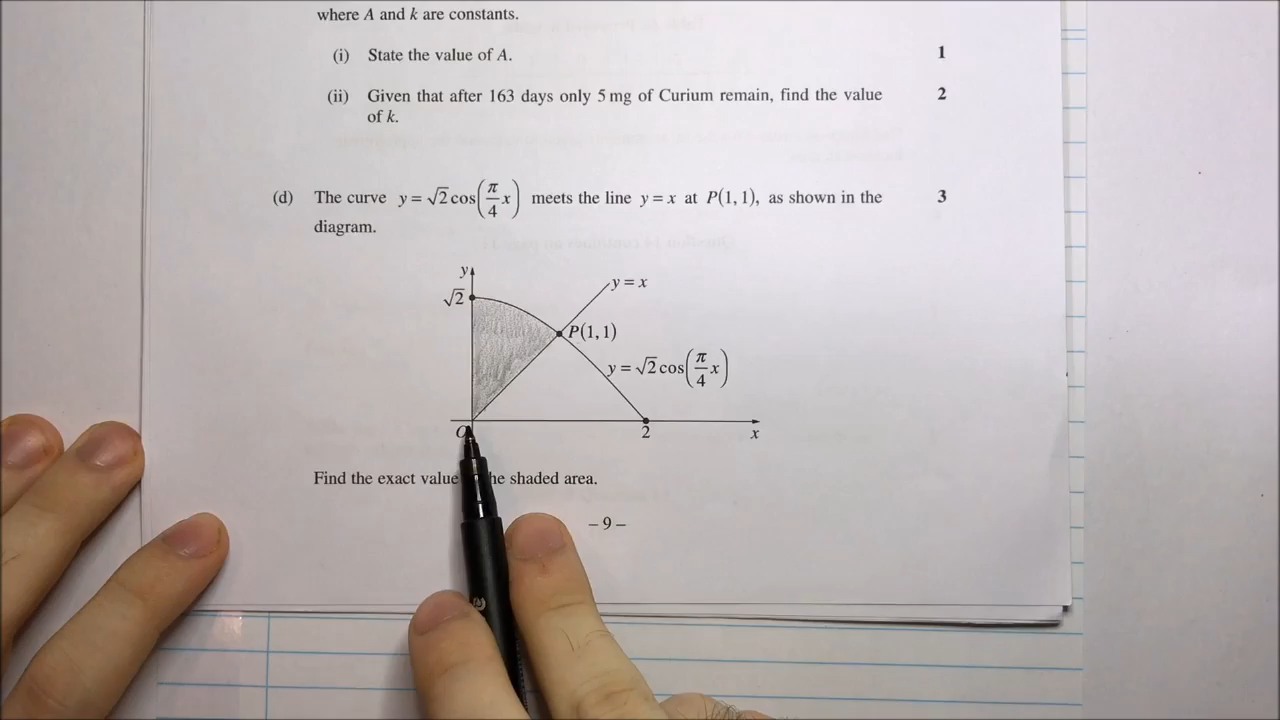 where A and k are constants.
(i) State the value of A. 1
(ii) Given that after 163 days only 5 mg of Curium remain, find the value 2
of k.
(d) The curve y = √2 cos(π/4 x) meets the line y = x at P(1, 1), as shown in the 3
diagram.
y
√2
y = x
P(1, 1)
y = √2 cos(π/4 x)
O
2
x
Find the exact value he shaded area.
– 9 –